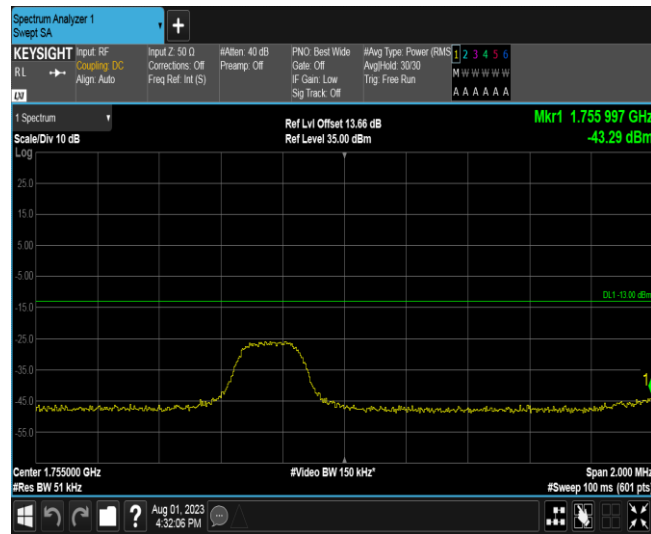 Spectrum Analyzer 1
Swept SA
+
KEYSIGHT Input: RF Input Z: 50 Ω #Atten: 40 dB PNO: Best Wide #Avg Type: Power (RMS 1 2 3 4 5 6
RL Coupling: DC Corrections: Off Preamp: Off Gate: Off Avg|Hold: 30/30 M W W W W W
Align: Auto Freq Ref: Int (S) IF Gain: Low Trig: Free Run
LXI Sig Track: Off A A A A A A
1 Spectrum Ref Lvl Offset 13.66 dB Mkr1 1.755 997 GHz
Scale/Div 10 dB Ref Level 35.00 dBm -43.29 dBm
Log
25.0
15.0
5.00
-5.00
DL1 -13.00 dBm
-15.0
-25.0
-35.0
1
-45.0
-55.0
Center 1.755000 GHz #Video BW 150 kHz* Span 2.000 MHz
#Res BW 51 kHz #Sweep 100 ms (601 pts
? Aug 01, 2023
4:32:06 PM